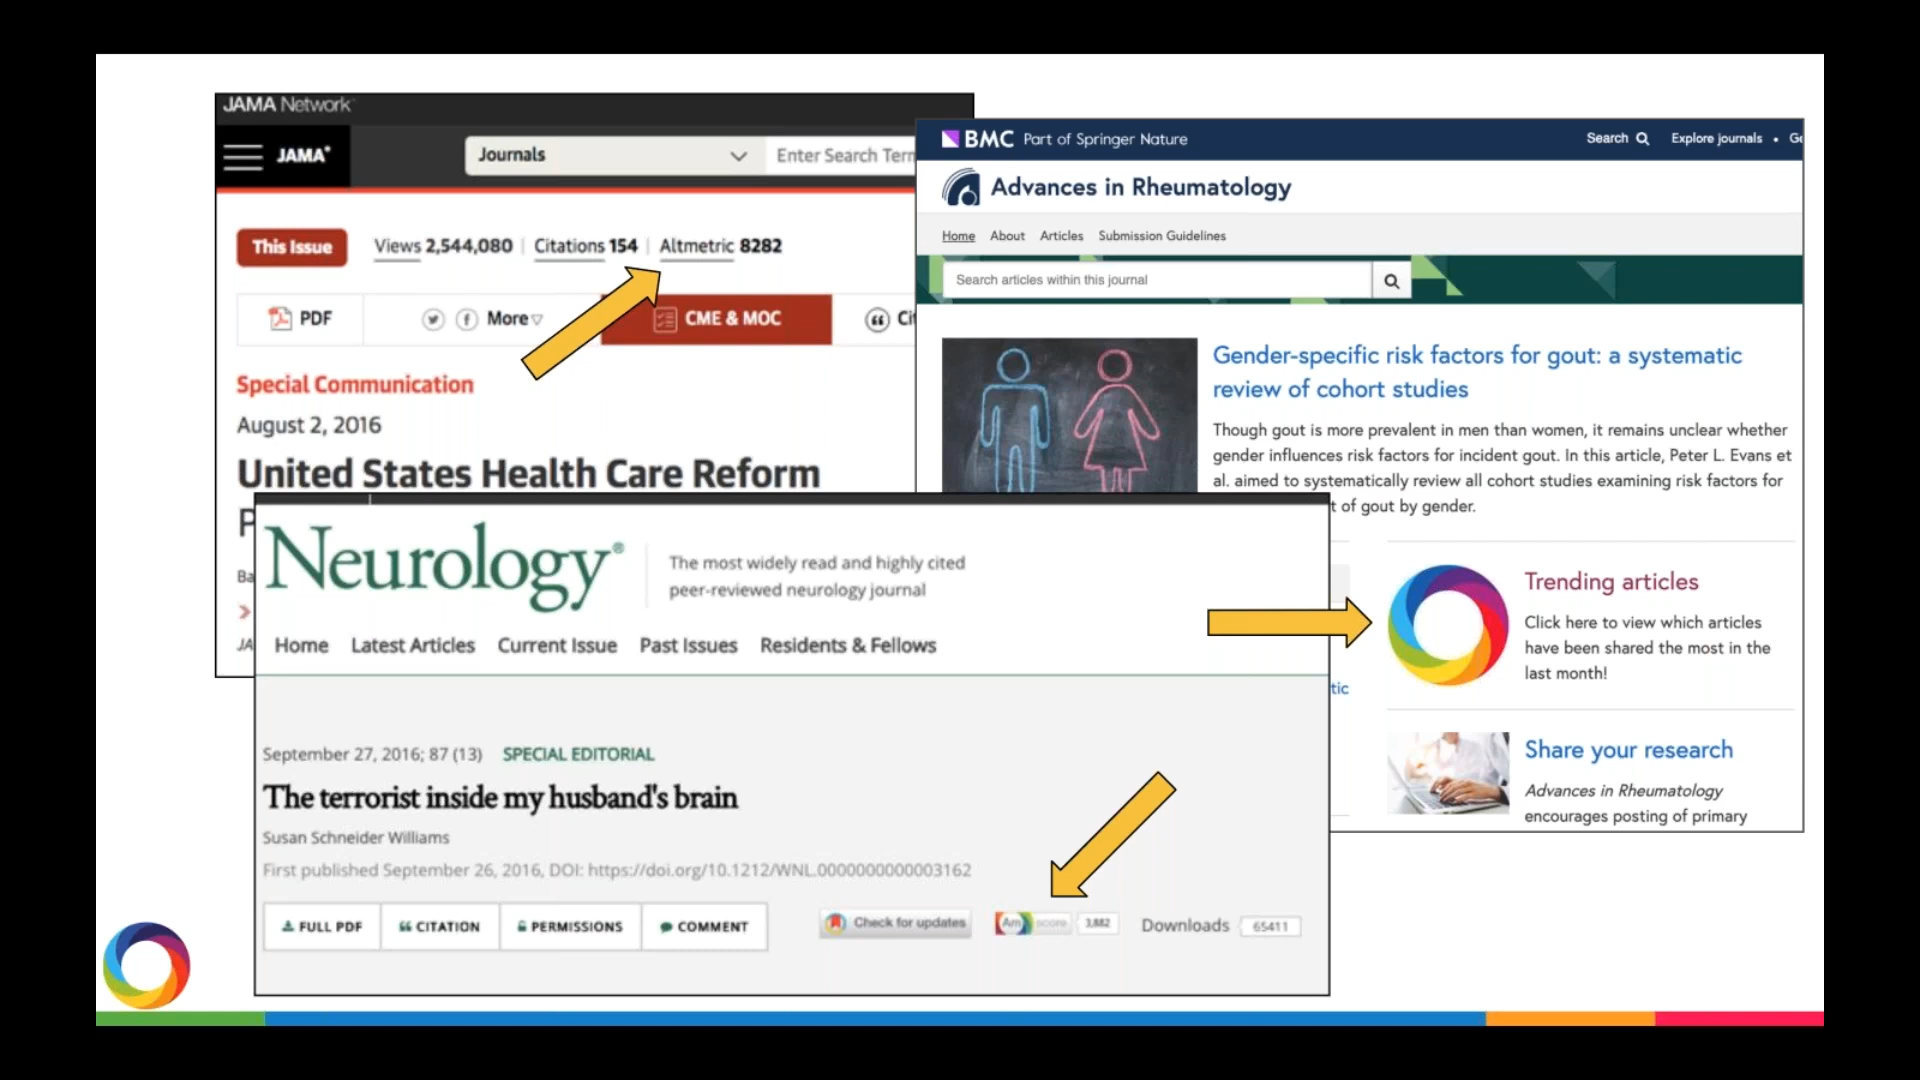 JAMA Network
JAMA
Journals
Enter Search Term
This Issue
Views 2,544,080 | Citations 154 | Altmetric 8282
PDF
More
CME & MOC
Special Communication
August 2, 2016
United States Health Care Reform
P
Ba
JA
BMC Part of Springer Nature
Search
Explore journals
Advances in Rheumatology
Home About Articles Submission Guidelines
Search articles within this journal
Gender-specific risk factors for gout: a systematic
review of cohort studies
Though gout is more prevalent in men than women, it remains unclear whether
gender influences risk factors for incident gout. In this article, Peter L. Evans et
al. aimed to systematically review all cohort studies examining risk factors for
t of gout by gender.
tic
Trending articles
Click here to view which articles
have been shared the most in the
last month!
Share your research
Advances in Rheumatology
encourages posting of primary
Neurology®
The most widely read and highly cited
peer-reviewed neurology journal
Home Latest Articles Current Issue Past Issues Residents & Fellows
September 27, 2016; 87 (13) SPECIAL EDITORIAL
The terrorist inside my husband's brain
Susan Schneider Williams
First published September 26, 2016, DOI: https://doi.org/10.1212/WNL.0000000000003162
FULL PDF
CITATION
PERMISSIONS
COMMENT
Check for updates
Am score 3,882
Downloads 65411